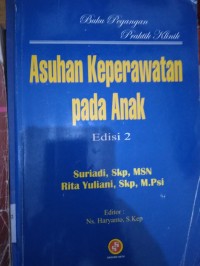 Buku Pegangan
Praktik Klinik
Asuhan Keperawatan
pada Anak
Edisi 2
Suriadi, Skp, MSN
Rita Yuliani, Skp, M.Psi
Editor :
Ns. Haryanto, S.Kep